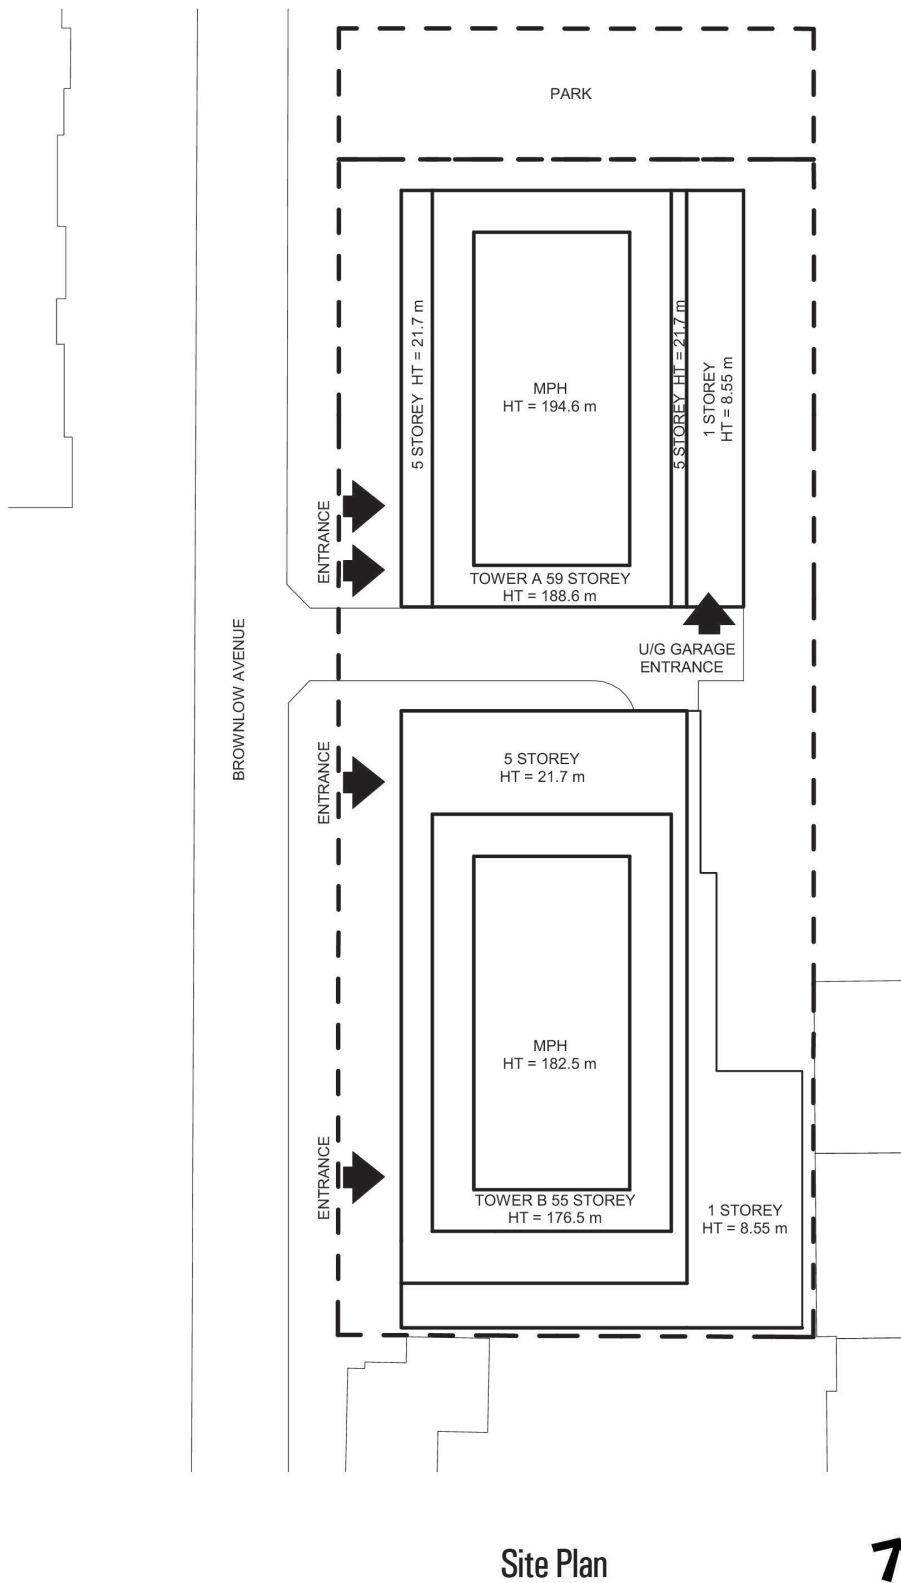 PARK
5 STOREY HT = 21.7 m
MPH
HT = 194.6 m
5 STOREY HT = 21.7 m
1 STOREY
HT = 8.55 m
ENTRANCE
TOWER A 59 STOREY
HT = 188.6 m
U/G GARAGE
ENTRANCE
BROWNLOW AVENUE
ENTRANCE
5 STOREY
HT = 21.7 m
MPH
HT = 182.5 m
ENTRANCE
TOWER B 55 STOREY
HT = 176.5 m
1 STOREY
HT = 8.55 m
Site Plan